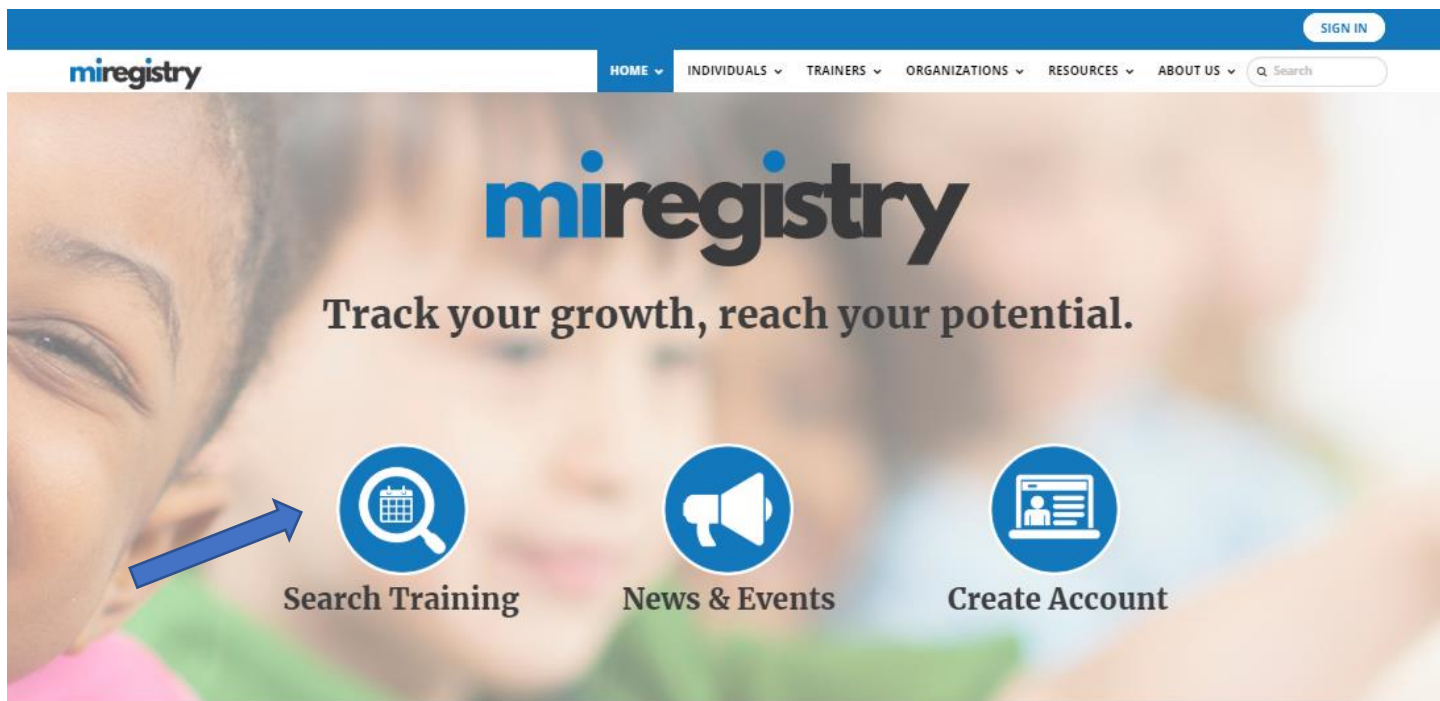 SIGN IN
miregistry
HOME INDIVIDUALS TRAINERS ORGANIZATIONS RESOURCES ABOUT US Search
miregistry
Track your growth, reach your potential.
Search Training News & Events Create Account